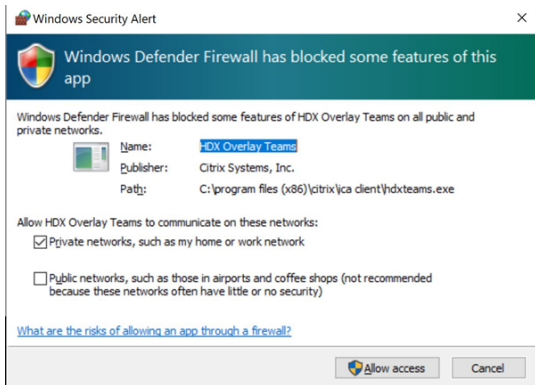 Windows Security Alert
Windows Defender Firewall has blocked some features of this
app
Windows Defender Firewall has blocked some features of HDX Overlay Teams on all public and
private networks.
Name: HDX Overlay Teams
Publisher: Citrix Systems, Inc.
Path: C:\program files (x86)\citrix\ica client\hdxteams.exe
Allow HDX Overlay Teams to communicate on these networks:
Private networks, such as my home or work network
Public networks, such as those in airports and coffee shops (not recommended
because these networks often have little or no security)
What are the risks of allowing an app through a firewall?
Allow access Cancel